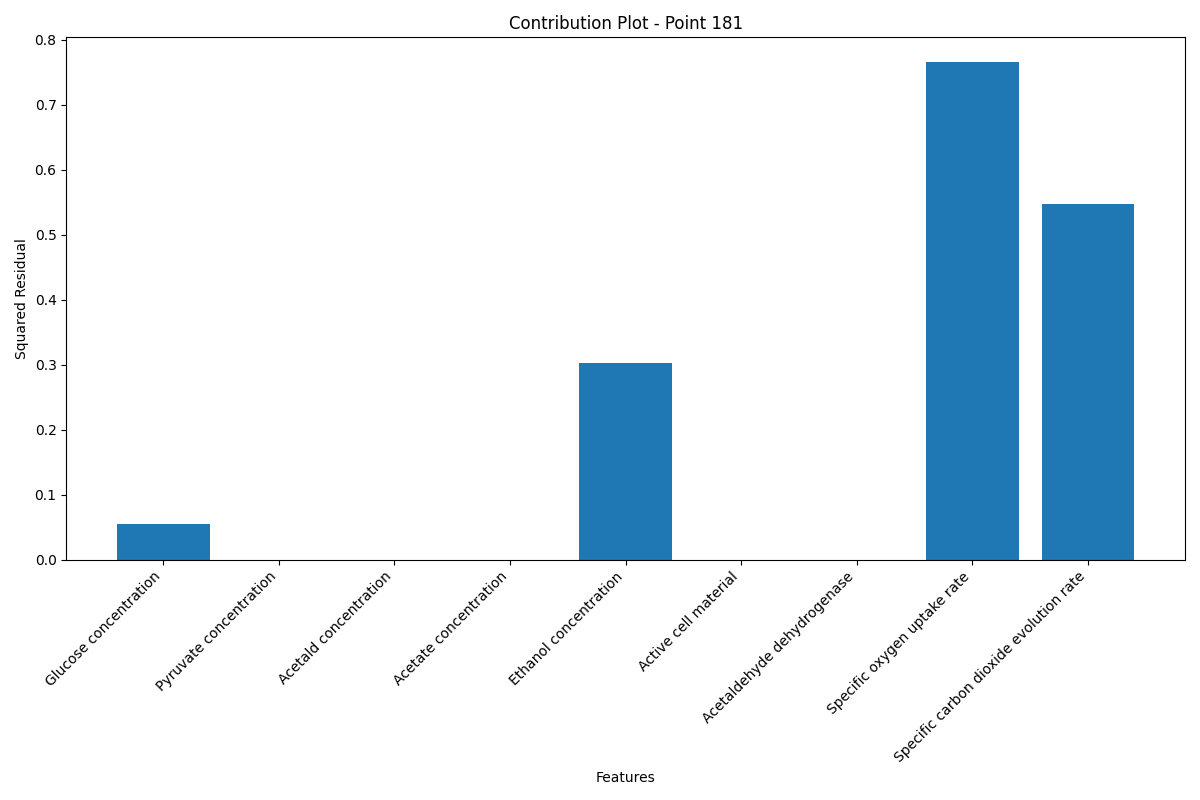 Contribution Plot - Point 181
Squared Residual
0.8
0.7
0.6
0.5
0.4
0.3
0.2
0.1
0.0
Glucose concentration
Pyruvate concentration
Acetald concentration
Acetate concentration
Ethanol concentration
Active cell material
Acetaldehyde dehydrogenase
Specific oxygen uptake rate
Specific carbon dioxide evolution rate
Features